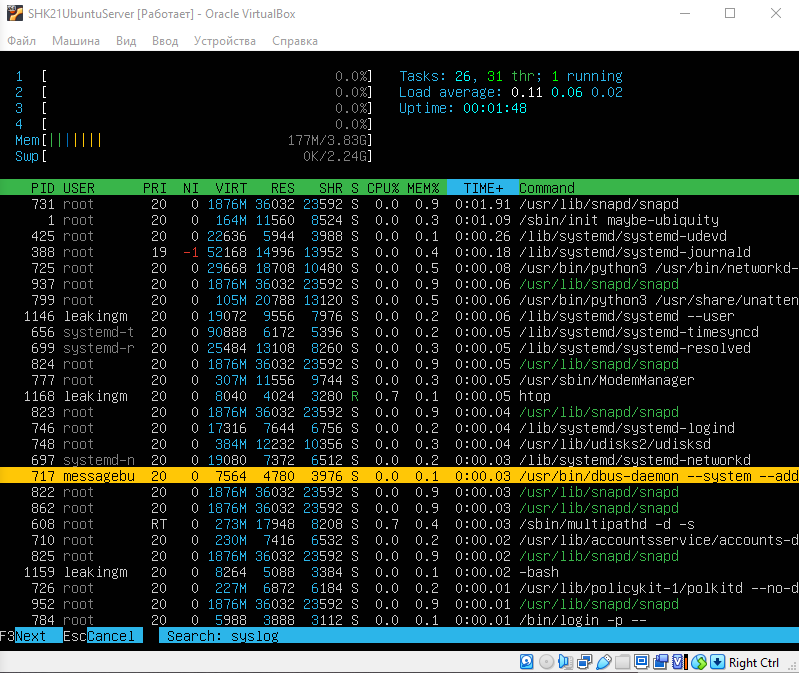 SHK21UbuntuServer [Работает] - Oracle VirtualBox
Файл Машина Вид Ввод Устройства Справка
1 [ 0.0%] Tasks: 26, 31 thr; 1 running
2 [ 0.0%] Load average: 0.11 0.06 0.02
3 [ 0.0%] Uptime: 00:01:48
4 [ 0.0%]
Mem[||||||| 177M/3.83G]
Swp[ 0K/2.24G]
PID USER PRI NI VIRT RES SHR S CPU% MEM% TIME+ Command
731 root 20 0 1876M 36032 23592 S 0.0 0.9 0:01.91 /usr/lib/snapd/snapd
1 root 20 0 164M 11560 8524 S 0.0 0.3 0:01.09 /sbin/init maybe-ubiquity
425 root 20 0 22636 5944 3988 S 0.0 0.1 0:00.26 /lib/systemd/systemd-udevd
388 root 19 -1 52168 14996 13952 S 0.0 0.4 0:00.18 /lib/systemd/systemd-journald
725 root 20 0 29668 18708 10480 S 0.0 0.5 0:00.08 /usr/bin/python3 /usr/bin/networkd-
937 root 20 0 1876M 36032 23592 S 0.0 0.9 0:00.06 /usr/lib/snapd/snapd
799 root 20 0 105M 20788 13120 S 0.0 0.5 0:00.06 /usr/bin/python3 /usr/share/unatten
1146 leakingm 20 0 19072 9556 7976 S 0.0 0.2 0:00.06 /lib/systemd/systemd --user
656 systemd-t 20 0 90888 6172 5396 S 0.0 0.2 0:00.06 /lib/systemd/systemd-timesyncd
699 systemd-r 20 0 25484 13108 8260 S 0.0 0.3 0:00.05 /lib/systemd/systemd-resolved
824 root 20 0 1876M 36032 23592 S 0.0 0.9 0:00.05 /usr/lib/snapd/snapd
777 root 20 0 307M 11556 9744 S 0.0 0.3 0:00.05 /usr/sbin/ModemManager
1168 leakingm 20 0 8040 4024 3268 R 0.7 0.1 0:00.05 htop
823 root 20 0 1876M 36032 23592 S 0.0 0.9 0:00.04 /usr/lib/snapd/snapd
746 root 20 0 17316 7644 6756 S 0.0 0.2 0:00.04 /lib/systemd/systemd-logind
748 root 20 0 384M 12232 10356 S 0.0 0.3 0:00.04 /usr/lib/udisks2/udisksd
697 systemd-n 20 0 19080 7372 6512 S 0.0 0.2 0:00.03 /lib/systemd/systemd-networkd
717 messagebu 20 0 7564 4780 3976 S 0.0 0.1 0:00.03 /usr/bin/dbus-daemon --system --add
822 root 20 0 1876M 36032 23592 S 0.0 0.9 0:00.03 /usr/lib/snapd/snapd
862 root 20 0 1876M 36032 23592 S 0.0 0.9 0:00.03 /usr/lib/snapd/snapd
608 root RT 0 273M 17948 8208 S 0.7 0.4 0:00.03 /sbin/multipathd -d -s
710 root 20 0 230M 7416 6532 S 0.0 0.2 0:00.02 /usr/lib/accountsservice/accounts-d
825 root 20 0 1876M 36032 23592 S 0.0 0.9 0:00.02 /usr/lib/snapd/snapd
1159 leakingm 20 0 8264 5088 3384 S 0.0 0.1 0:00.02 -bash
726 root 20 0 227M 6872 6184 S 0.0 0.2 0:00.01 /usr/lib/policykit-1/polkitd --no-d
952 root 20 0 1876M 36032 23592 S 0.0 0.9 0:00.01 /usr/lib/snapd/snapd
784 root 20 0 5988 3888 3112 S 0.0 0.1 0:00.01 /bin/login -p --
F3Next EscCancel Search: syslog
Right Ctrl